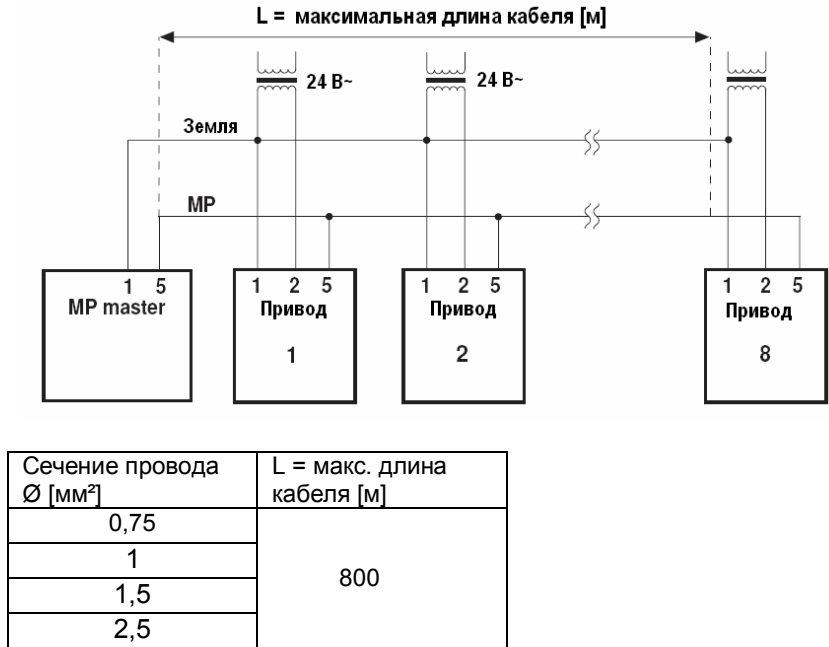 L = максимальная длина кабеля [м]
24 В~
24 В~
Земля
МР
1 5
MP master
1 2 5
Привод
1
1 2 5
Привод
2
1 2 5
Привод
8
Сечение провода
Ø [мм²]
L = макс. длина
кабеля [м]
0,75
1
1,5
2,5
800